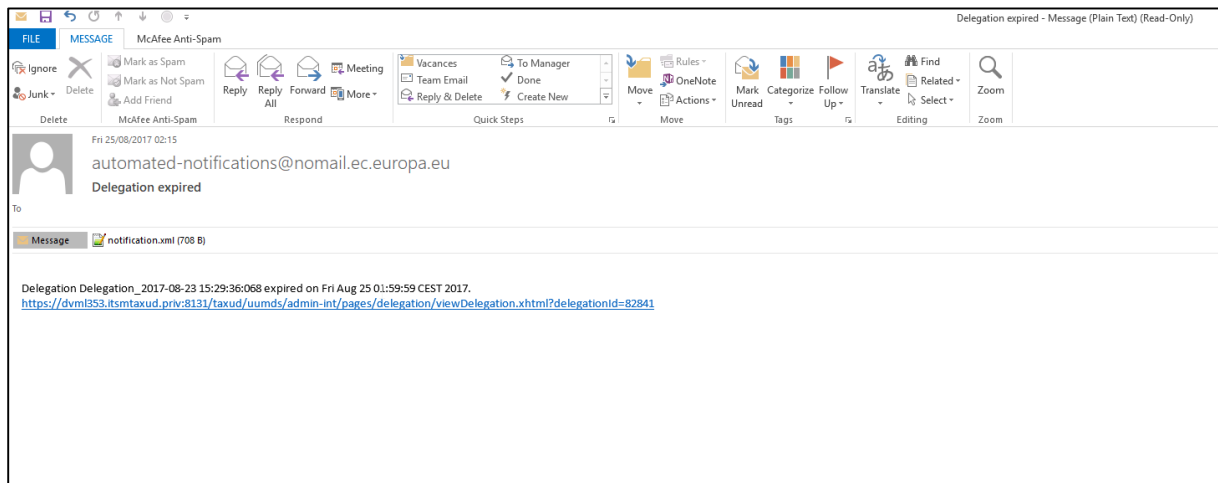 Delegation expired - Message (Plain Text) (Read-Only)
FILE MESSAGE McAfee Anti-Spam
Ignore
Junk
Delete
Mark as Spam
Mark as Not Spam
Add Friend
Reply
Reply All
Forward
Meeting
More
Vacances
Team Email
Reply & Delete
To Manager
Done
Create New
Move
Rules
OneNote
Actions
Mark Unread
Categorize
Follow Up
Translate
Find
Related
Select
Zoom
Delete McAfee Anti-Spam Respond Quick Steps Move Tags Editing Zoom
Fri 25/08/2017 02:15
automated-notifications@nomail.ec.europa.eu
Delegation expired
To
Message notification.xml (708 B)
Delegation Delegation_2017-08-23 15:29:36:068 expired on Fri Aug 25 01:59:59 CEST 2017.
https://dvml353.itsmtaxud.priv:8131/taxud/uumds/admin-int/pages/delegation/viewDelegation.xhtml?delegationId=82841